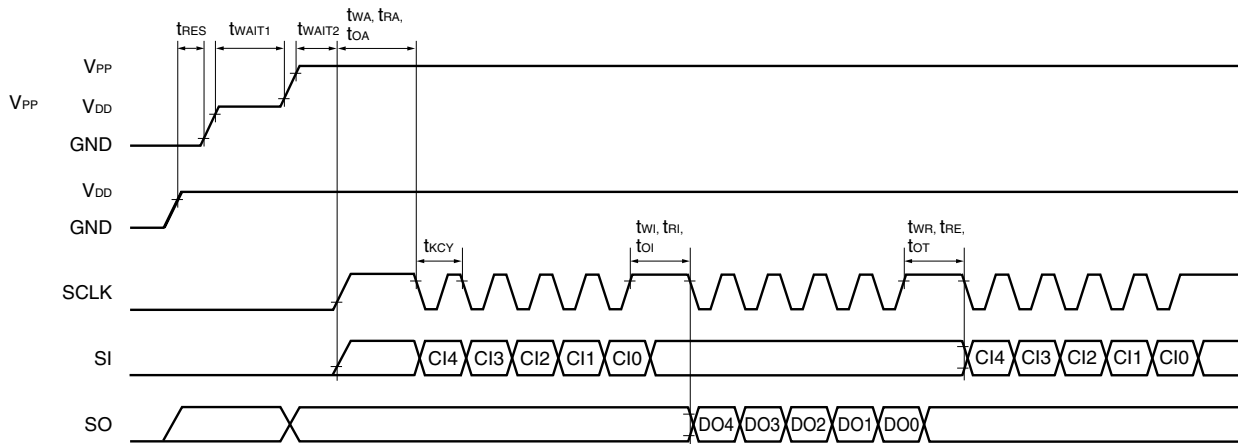 tRES tWAIT1 tWAIT2 tWA, tRA,
tOA
VPP
VPP VDD
GND
VDD
GND
tKCY tWI, tRI,
tOI tWR, tRE,
tOT
SCLK
SI CI4 CI3 CI2 CI1 CI0 CI4 CI3 CI2 CI1 CI0
SO DO4 DO3 DO2 DO1 DO0